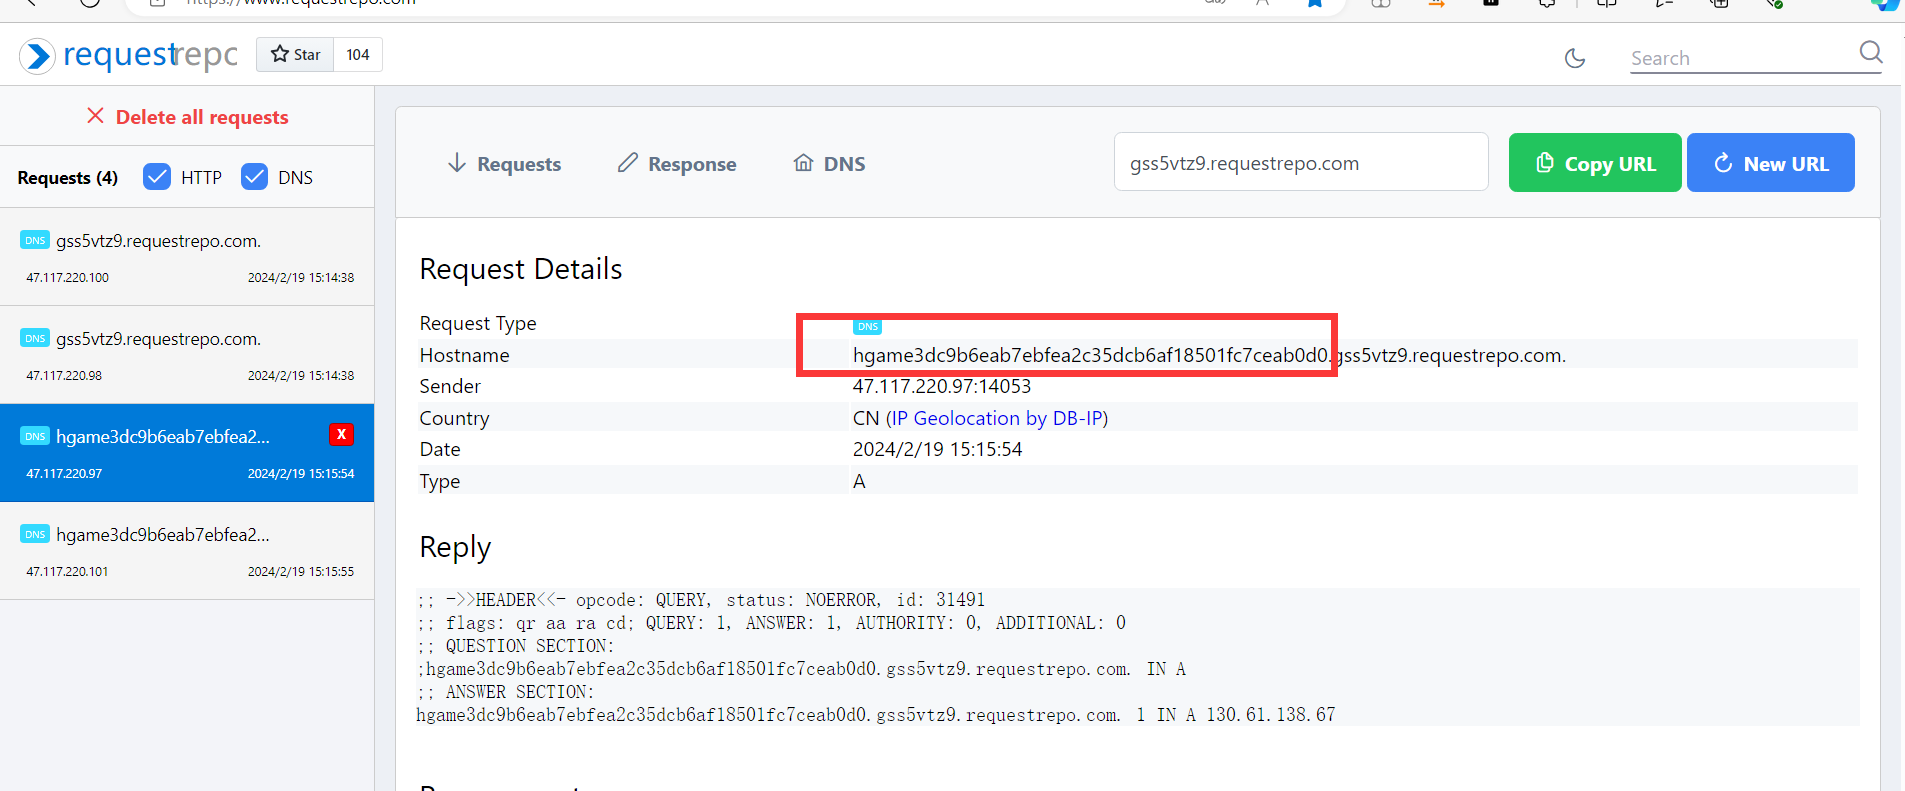 https://www.requestrepo.com
requestrepo
Star 104
Search
Delete all requests
Requests (4) HTTP DNS
DNS gss5vtz9.requestrepo.com.
47.117.220.100 2024/2/19 15:14:38
DNS gss5vtz9.requestrepo.com.
47.117.220.98 2024/2/19 15:14:38
DNS hgame3dc9b6eab7ebfea2... X
47.117.220.97 2024/2/19 15:15:54
DNS hgame3dc9b6eab7ebfea2...
47.117.220.101 2024/2/19 15:15:55
Requests Response DNS gss5vtz9.requestrepo.com Copy URL New URL
Request Details
Request Type DNS
Hostname hgame3dc9b6eab7ebfea2c35dcb6af18501fc7ceab0d0.gss5vtz9.requestrepo.com.
Sender 47.117.220.97:14053
Country CN (IP Geolocation by DB-IP)
Date 2024/2/19 15:15:54
Type A
Reply
;; ->>HEADER<<- opcode: QUERY, status: NOERROR, id: 31491
;; flags: qr aa ra cd; QUERY: 1, ANSWER: 1, AUTHORITY: 0, ADDITIONAL: 0
;; QUESTION SECTION:
;hgame3dc9b6eab7ebfea2c35dcb6af18501fc7ceab0d0.gss5vtz9.requestrepo.com. IN A
;; ANSWER SECTION:
hgame3dc9b6eab7ebfea2c35dcb6af18501fc7ceab0d0.gss5vtz9.requestrepo.com. 1 IN A 130.61.138.67